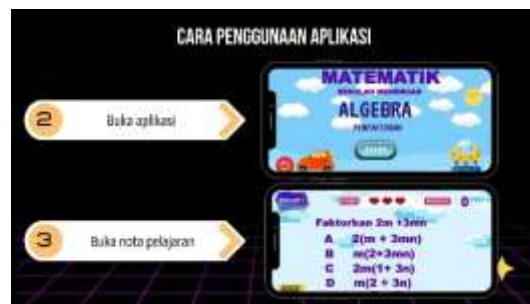 CARA PENGGUNAAN APLIKASI
2
Buka aplikasi
MATEMATIK
ALGEBRA
3
Buka nota pelajaran
0
Faktorkan 2m +3mn
A 2(m + 3mn)
B m(2+3mn)
C 2m(1+ 3n)
D m(2 + 3n)